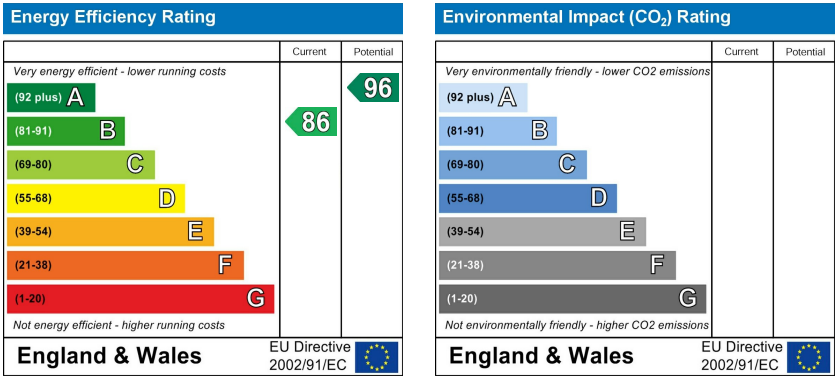 Energy Efficiency Rating
Current Potential
Very energy efficient - lower running costs
(92 plus) A
(81-91) B
(69-80) C
(55-68) D
(39-54) E
(21-38) F
(1-20) G
96
86
Not energy efficient - higher running costs
England & Wales
EU Directive
2002/91/EC
Environmental Impact (CO₂) Rating
Current Potential
Very environmentally friendly - lower CO2 emissions
(92 plus) A
(81-91) B
(69-80) C
(55-68) D
(39-54) E
(21-38) F
(1-20) G
Not environmentally friendly - higher CO2 emissions
England & Wales
EU Directive
2002/91/EC